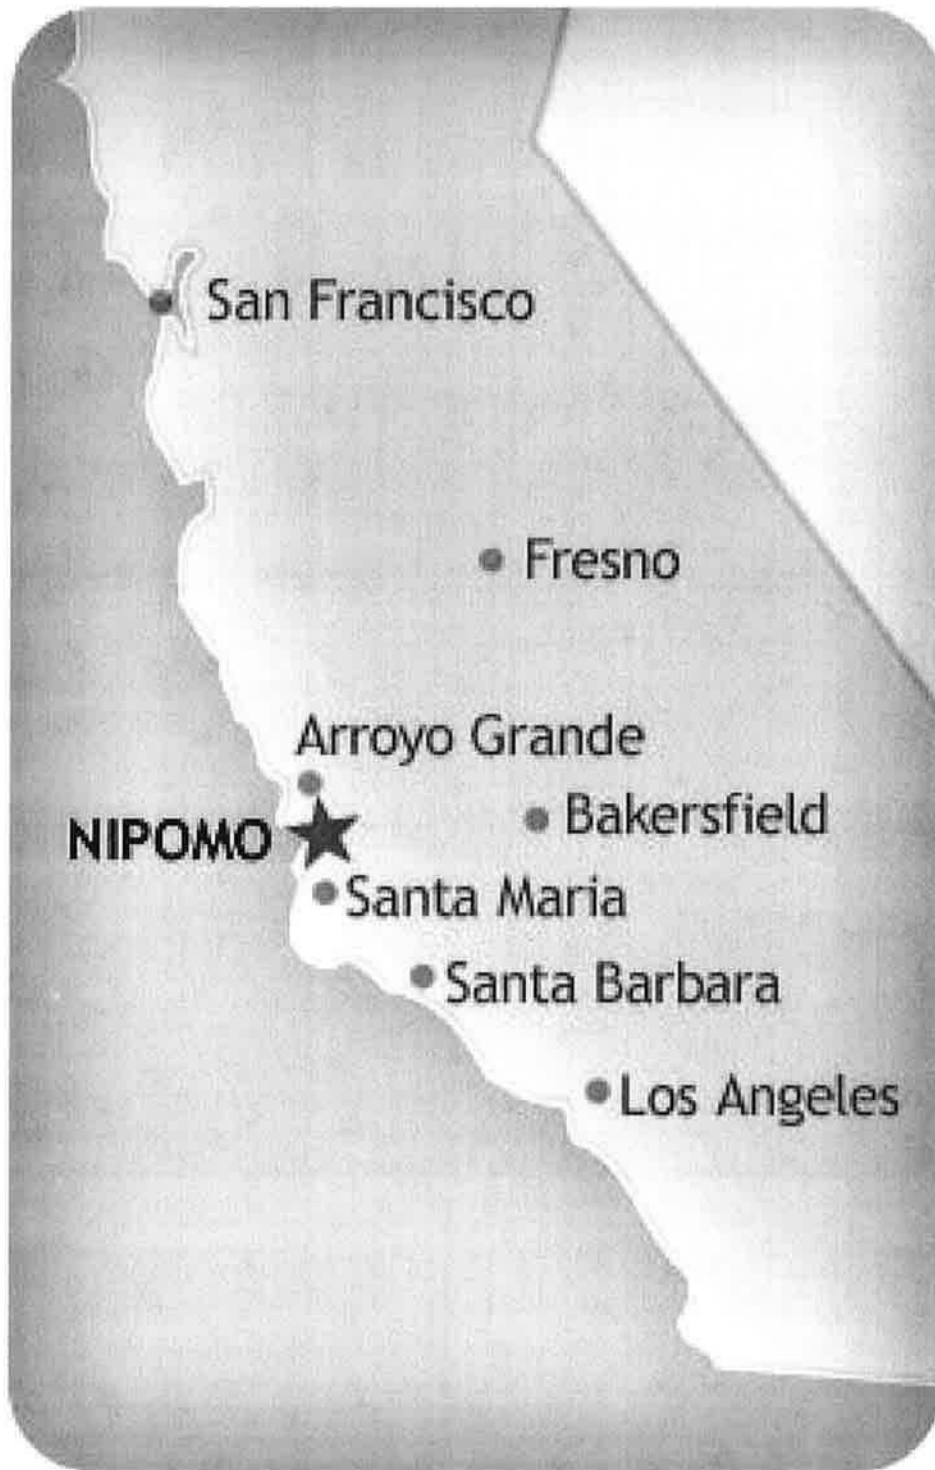 San Francisco
Fresno
Arroyo Grande
NIPOMO
Bakersfield
Santa Maria
Santa Barbara
Los Angeles